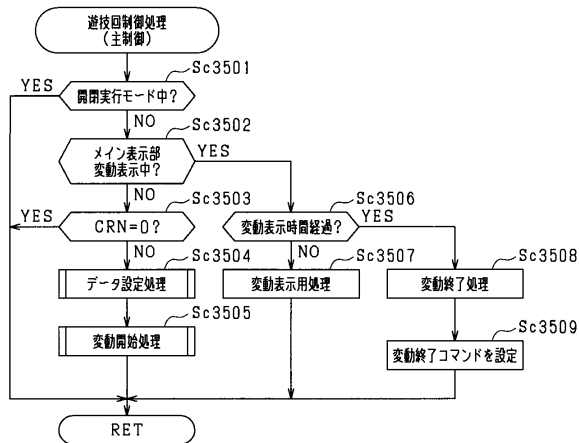 遊技回制御処理
(主制御)
Sc3501
YES
開閉実行モード中?
NO
Sc3502
メイン表示部
変動表示中?
YES
NO
Sc3503
Sc3506
YES
CRN=0?
変動表示時間経過?
YES
NO
Sc3504
NO
Sc3507
Sc3508
データ設定処理
変動表示用処理
変動終了処理
Sc3505
Sc3509
変動開始処理
変動終了コマンドを設定
RET